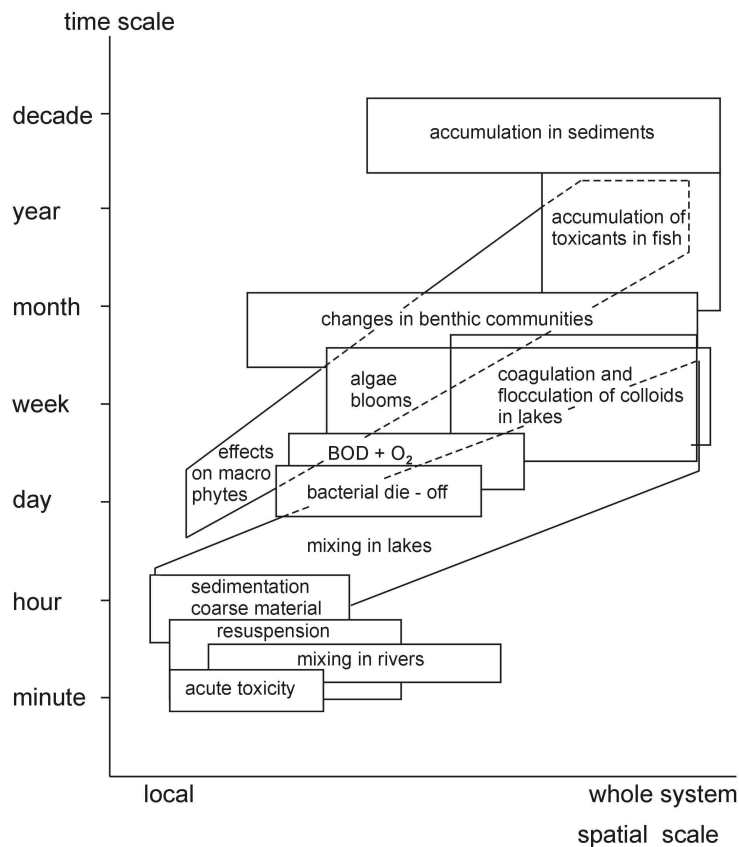 time scale
decade
accumulation in sediments
year
accumulation of
toxicants in fish
month
changes in benthic communities
algae
blooms
coagulation and
flocculation of colloids
in lakes
week
effects
on macro
phytes
BOD + O₂
bacterial die - off
day
mixing in lakes
sedimentation
coarse material
hour
resuspension
mixing in rivers
acute toxicity
minute
local
whole system
spatial scale